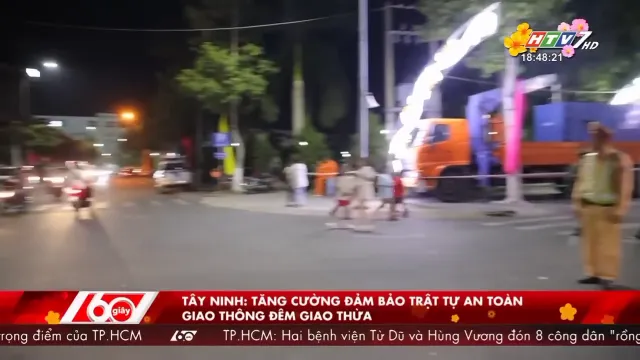 HTV7 HD
18:48:21
60 giây
TÂY NINH: TĂNG CƯỜNG ĐẢM BẢO TRẬT TỰ AN TOÀN
GIAO THÔNG ĐÊM GIAO THỪA
trọng điểm của TP.HCM
60
TP.HCM: Hai bệnh viện Từ Dũ và Hùng Vương đón 8 công dân "rồng